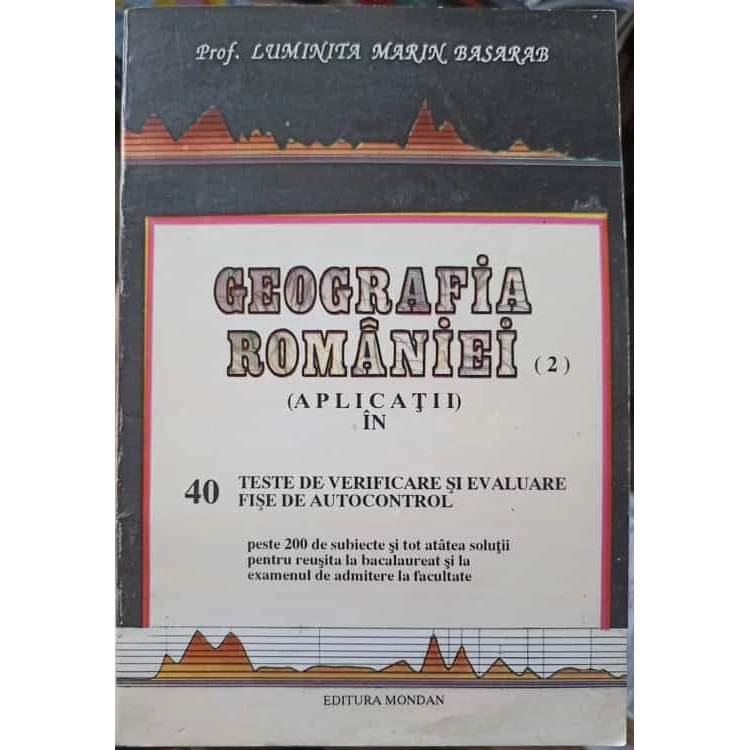 Prof. LUMINITA MARIN BASARAB
GEOGRAFIA
ROMÂNIEI (2)
(APLICAŢII)
ÎN
40 TESTE DE VERIFICARE ŞI EVALUARE
FIŞE DE AUTOCONTROL
peste 200 de subiecte şi tot atâtea soluţii
pentru reuşita la bacalaureat şi la
examenul de admitere la facultate
EDITURA MONDAN